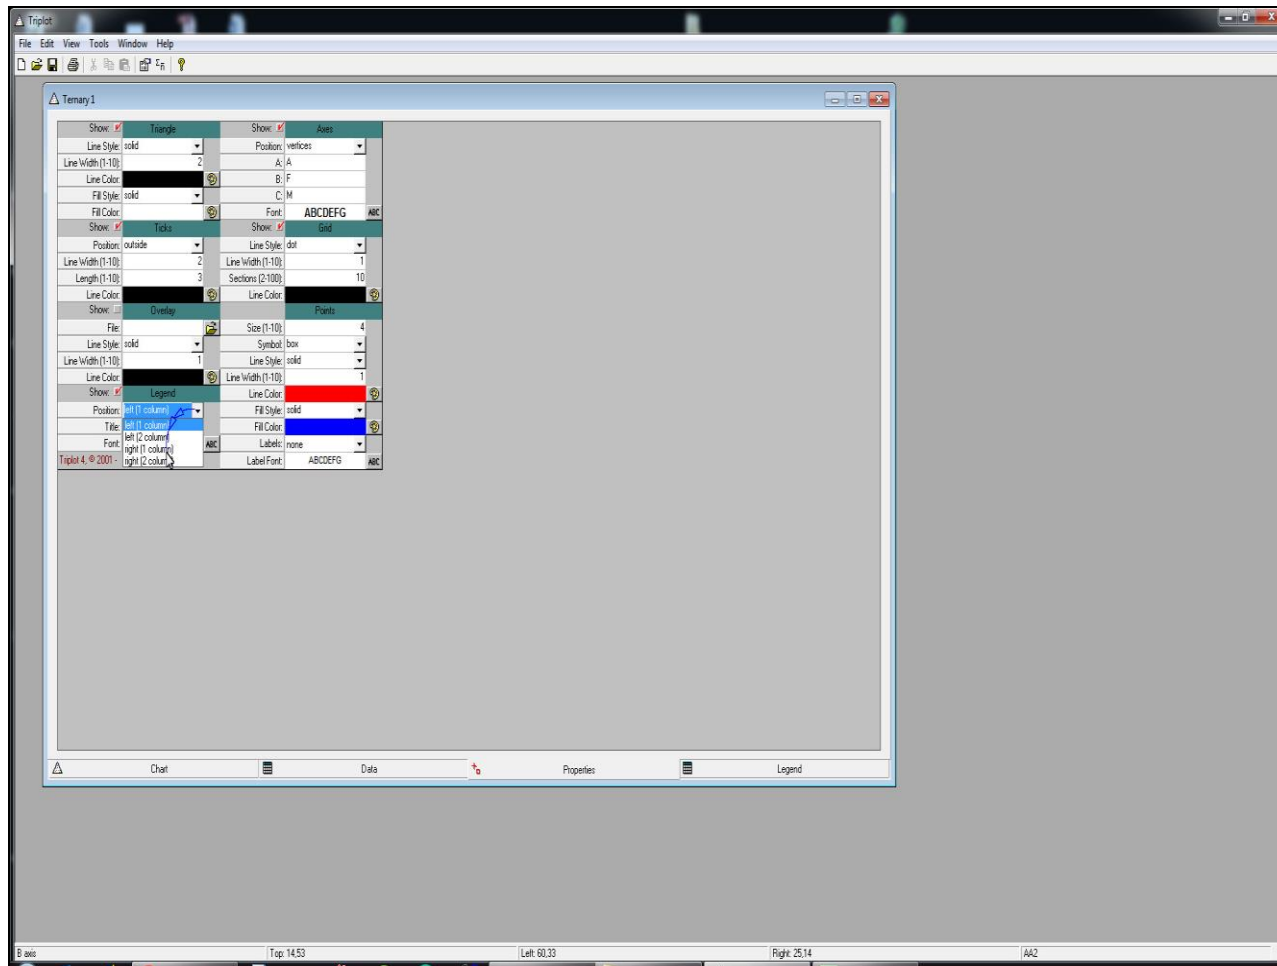 Triplot
File Edit View Tools Window Help
Ternary1
Show: Triangle Show: Axes
Line Style: solid Position: vertices
Line Width (1-10): 2 A: A
Line Color: B: F
Fill Style: solid C: M
Fill Color: Font: ABCDEFG ABC
Show: Ticks Show: Grid
Position: outside Line Style: dot
Line Width (1-10): 2 Line Width (1-10): 1
Length (1-10): 3 Sections (2-100): 10
Line Color: Line Color:
Show: Overlay Points
File: Size (1-10): 4
Line Style: solid Symbol: box
Line Width (1-10): 1 Line Style: solid
Line Color: Line Width (1-10): 1
Show: Legend Line Color:
Position: left (1 column) Fill Style: solid
Title: left (1 column) Fill Color:
Font: left (2 column) ABC Labels: none
right (1 column)
Triplot 4, © 2001 - right (2 colum Label Font: ABCDEFG ABC
Chart Data Properties Legend
B axis Top: 14,53 Left: 60,33 Right: 25,14 AA2